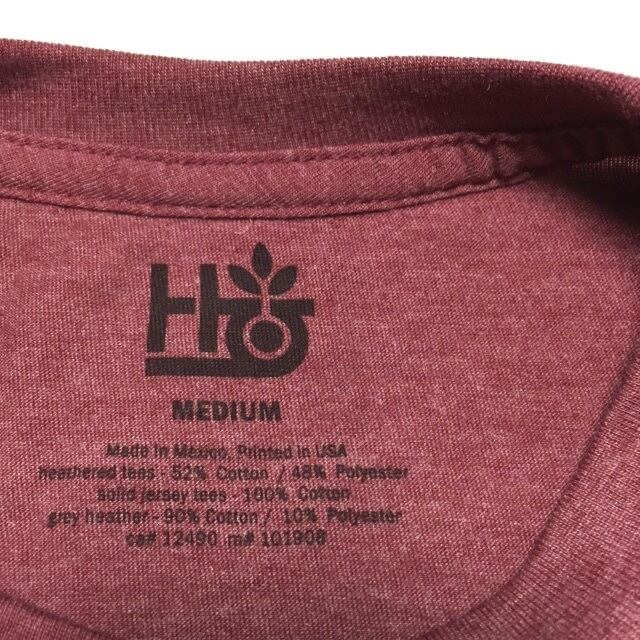 MEDIUM
Made in Mexico, Printed in USA
heathered tees - 52% Cotton / 48% Polyester
solid jersey tees - 100% Cotton
grey heather - 90% Cotton / 10% Polyester
ca# 12490 m# 101908